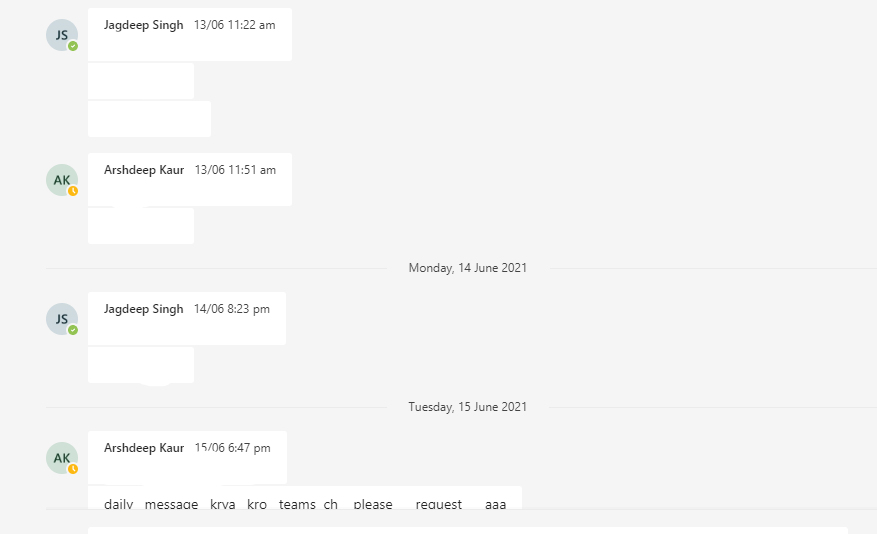 Jagdeep Singh 13/06 11:22 am
JS
Arshdeep Kaur 13/06 11:51 am
AK
Monday, 14 June 2021
Jagdeep Singh 14/06 8:23 pm
JS
Tuesday, 15 June 2021
Arshdeep Kaur 15/06 6:47 pm
AK
daily message krya kro teams ch please request aaa